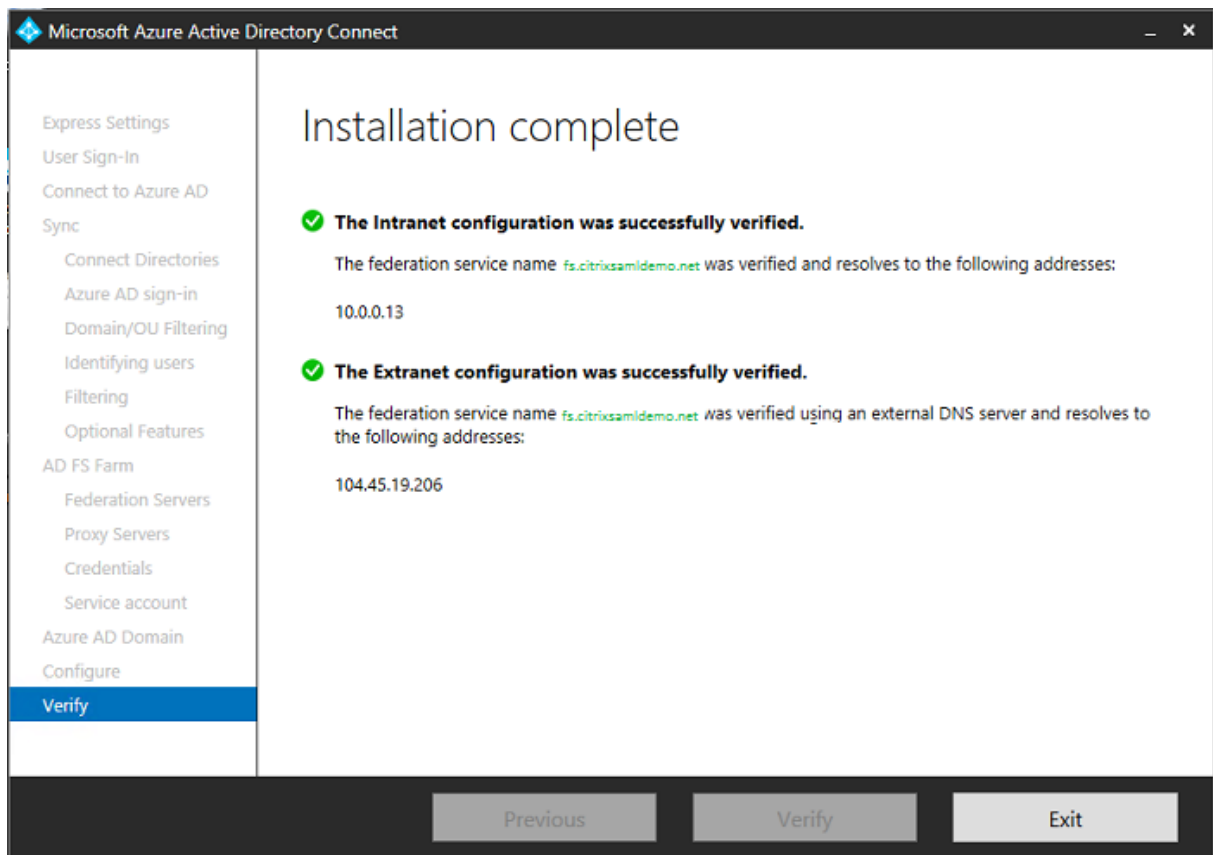 Microsoft Azure Active Directory Connect
Express Settings
User Sign-In
Connect to Azure AD
Sync
Connect Directories
Azure AD sign-in
Domain/OU Filtering
Identifying users
Filtering
Optional Features
AD FS Farm
Federation Servers
Proxy Servers
Credentials
Service account
Azure AD Domain
Configure
Verify
Installation complete
The Intranet configuration was successfully verified.
The federation service name fs.citrixsamldemo.net was verified and resolves to the following addresses:
10.0.0.13
The Extranet configuration was successfully verified.
The federation service name fs.citrixsamldemo.net was verified using an external DNS server and resolves to
the following addresses:
104.45.19.206
Previous
Verify
Exit